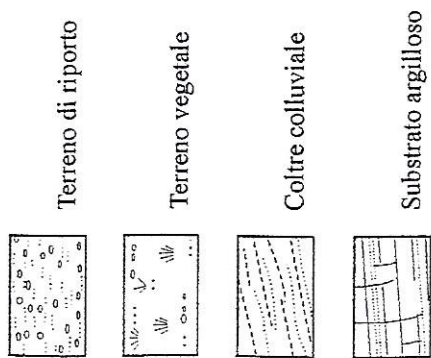 Terreno di riporto
Terreno vegetale
Coltre colluviale
Substrato argilloso